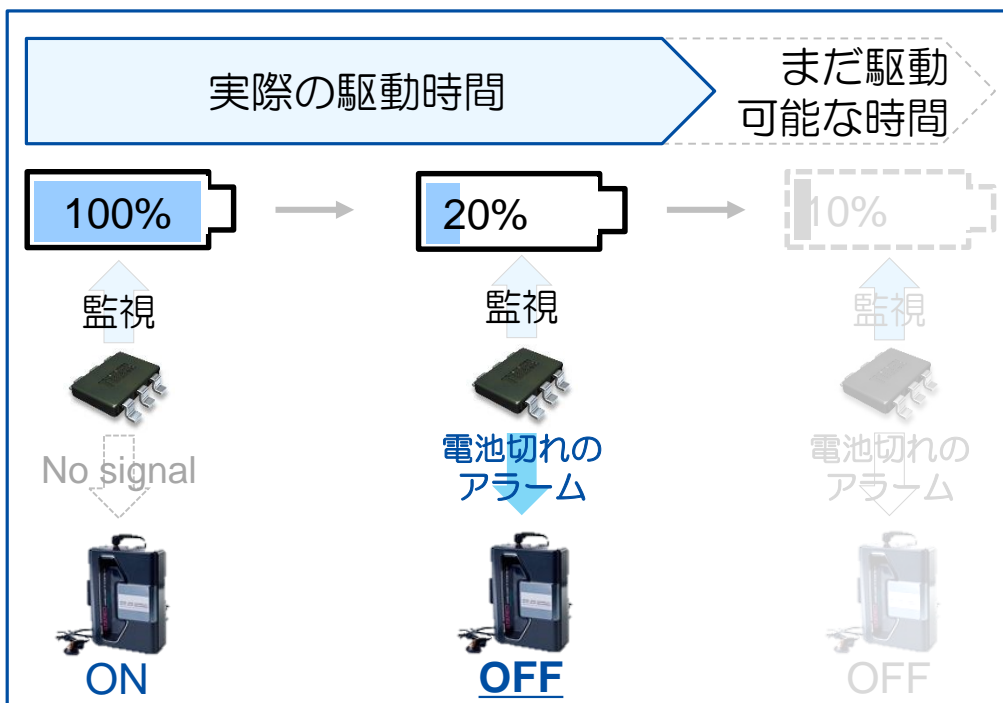 実際の駆動時間
まだ駆動
可能な時間
100%
20%
10%
監視
監視
監視
No signal
電池切れの
アラーム
電池切れの
アラーム
ON
OFF
OFF